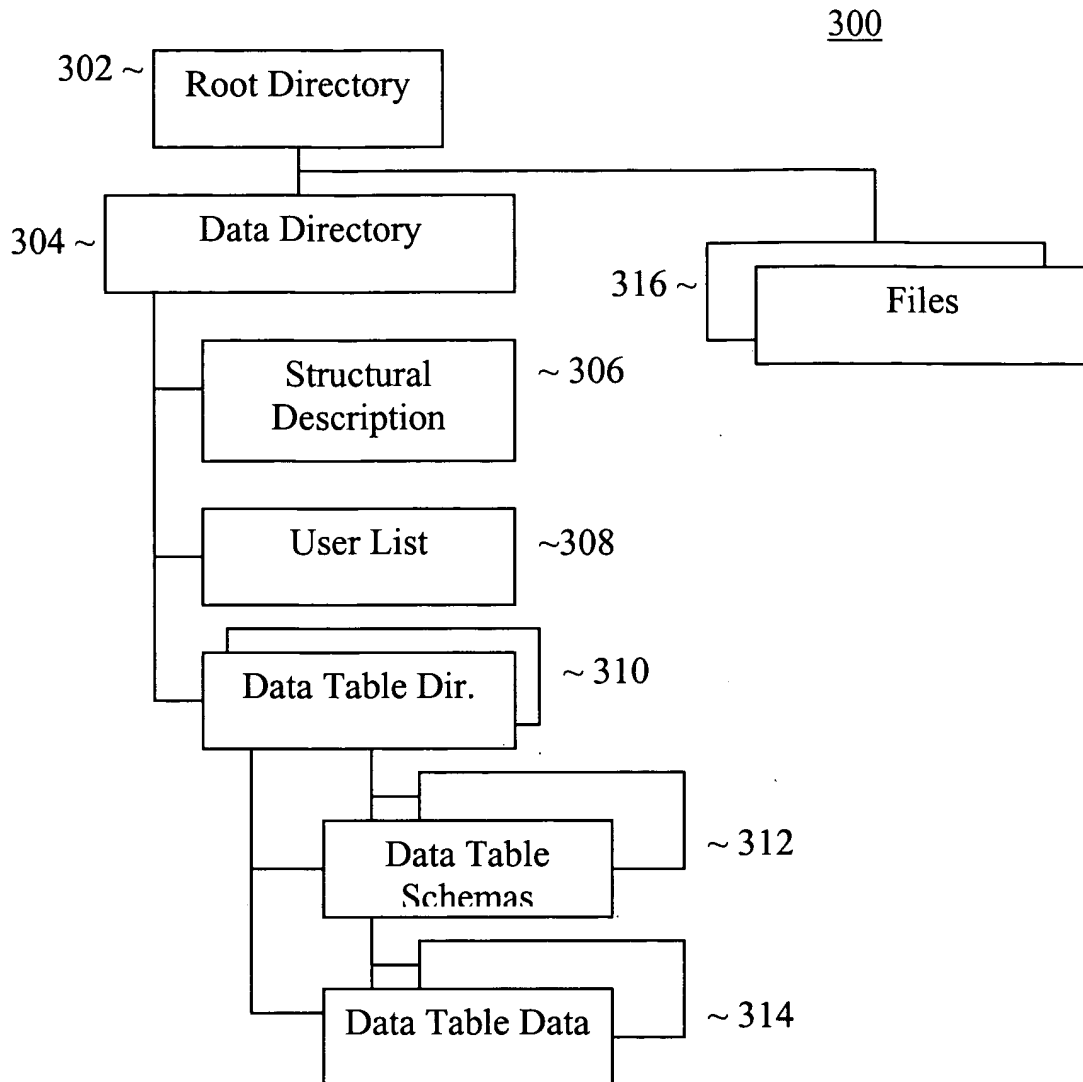 300
302 ~
Root Directory
304 ~
Data Directory
316 ~
Files
Structural
Description
~ 306
User List
~308
Data Table Dir.
~ 310
Data Table
Schemas
~ 312
Data Table Data
~ 314